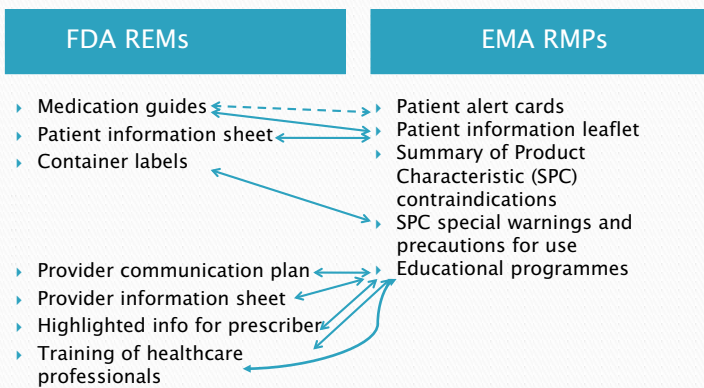 FDA REMs
Medication guides
Patient information sheet
Container labels
Provider communication plan
Provider information sheet
Highlighted info for prescriber
Training of healthcare
professionals
EMA RMPs
Patient alert cards
Patient information leaflet
Summary of Product
Characteristic (SPC)
contraindications
SPC special warnings and
precautions for use
Educational programmes